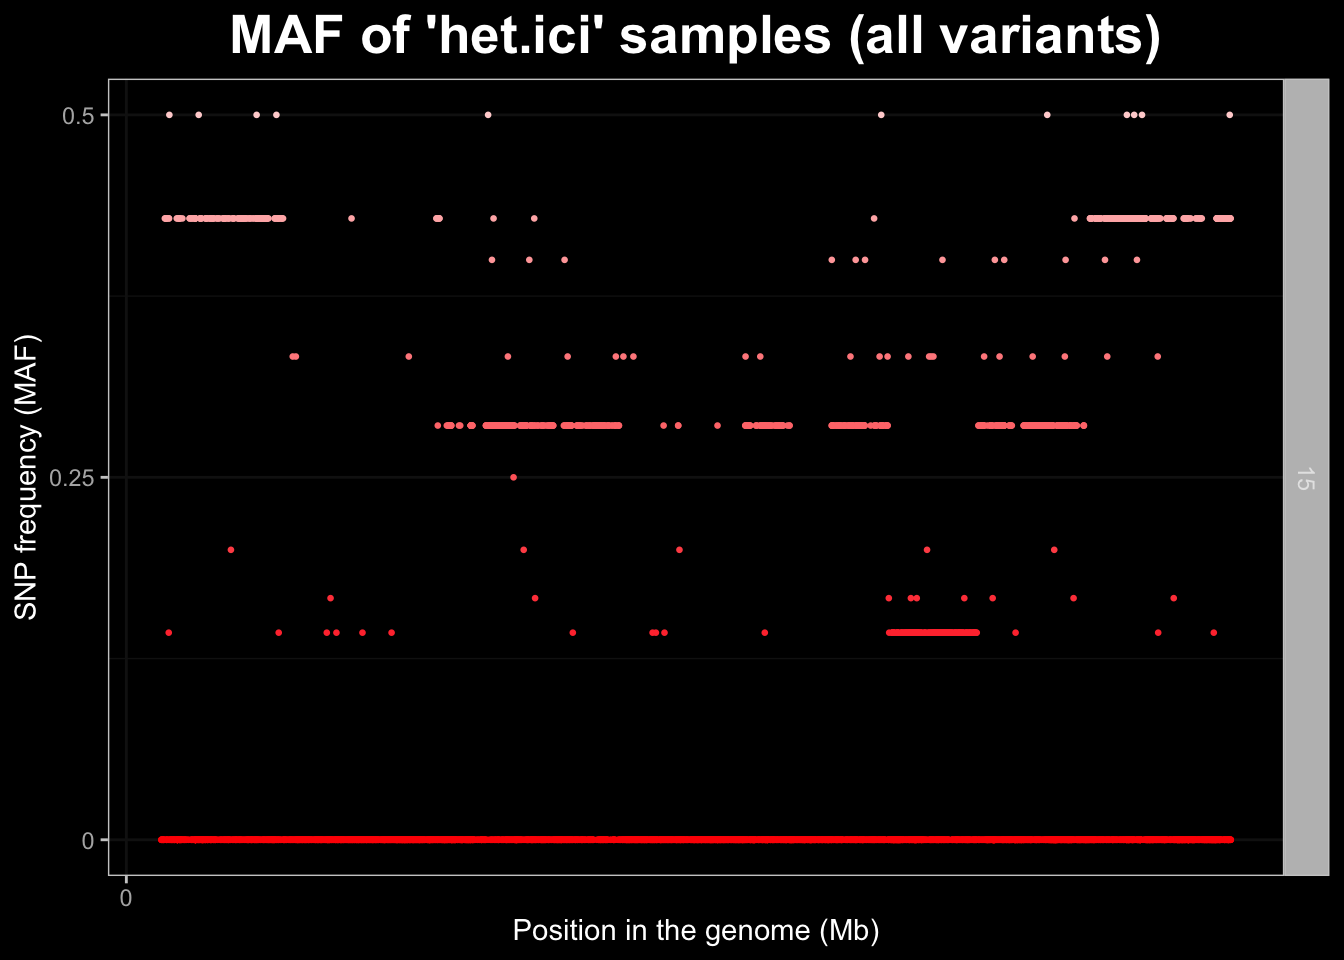 MAF of 'het.ici' samples (all variants)
SNP frequency (MAF)
0.5
0.25
0
0
Position in the genome (Mb)
15